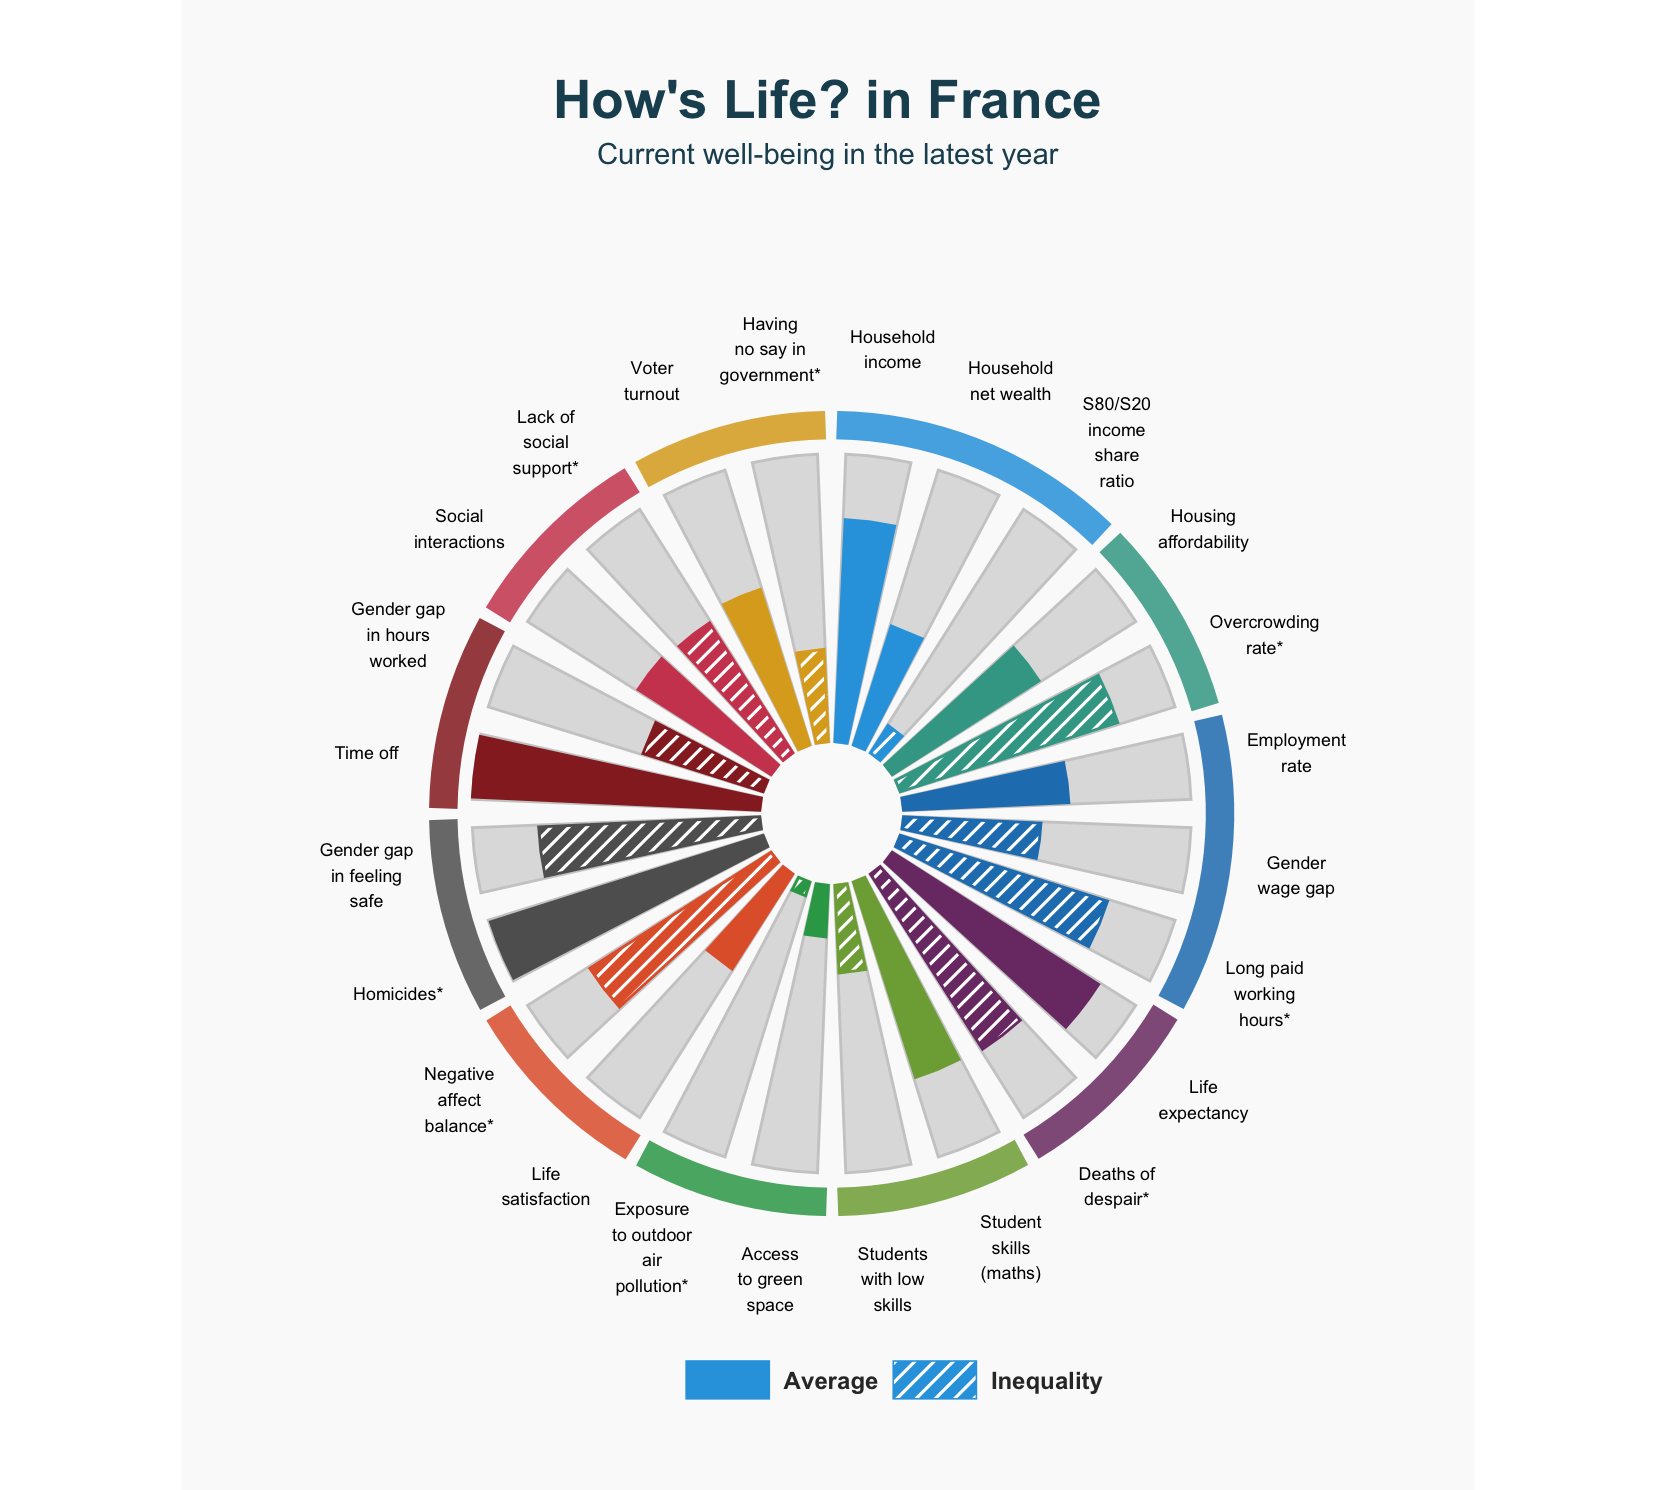 How's Life? in France
Current well-being in the latest year
Household
income
Household
net wealth
S80/S20
income
share
ratio
Housing
affordability
Overcrowding
rate*
Employment
rate
Gender
wage gap
Long paid
working
hours*
Life
expectancy
Deaths of
despair*
Student
skills
(maths)
Students
with low
skills
Access
to green
space
Exposure
to outdoor
air
pollution*
Life
satisfaction
Negative
affect
balance*
Homicides*
Gender gap
in feeling
safe
Time off
Gender gap
in hours
worked
Social
interactions
Lack of
social
support*
Voter
turnout
Having
no say in
government*
Average
Inequality